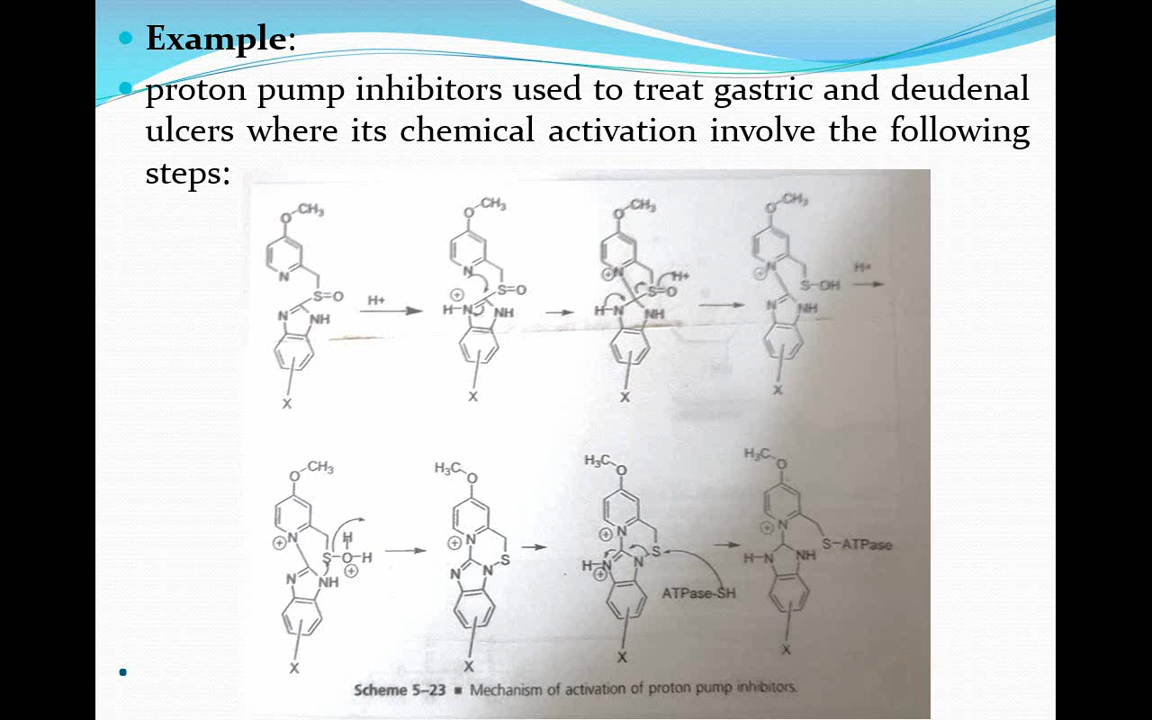 Example:
proton pump inhibitors used to treat gastric and deudenal
ulcers where its chemical activation involve the following
steps:
O CH₃
N
S=O
N NH
X
H+
O CH₃
N
⊕ S=O
H-N NH
X
O CH₃
⊕N H+
S=O
H-N NH
X
O CH₃
N
⊕ S-OH
N NH
X
H+
O CH₃
⊕N H
S-O-H
⊕
N NH
X
H₃C O
⊕N
S
N N
X
H₃C O
⊕N
S
H-N N
⊕
ATPase-SH
X
H₃C O
⊕N
S-ATPase
H-N NH
X
Scheme 5–23 ■ Mechanism of activation of proton pump inhibitors.